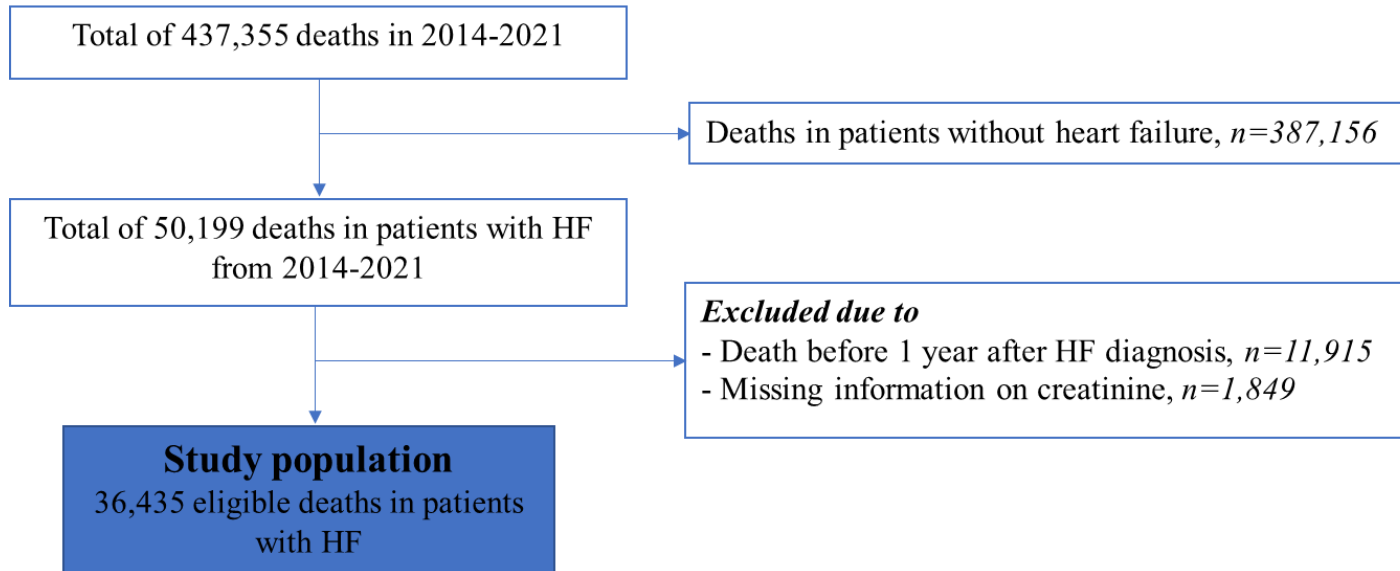 Total of 437,355 deaths in 2014-2021
Deaths in patients without heart failure, n=387,156
Total of 50,199 deaths in patients with HF
from 2014-2021
Excluded due to
- Death before 1 year after HF diagnosis, n=11,915
- Missing information on creatinine, n=1,849
Study population
36,435 eligible deaths in patients
with HF